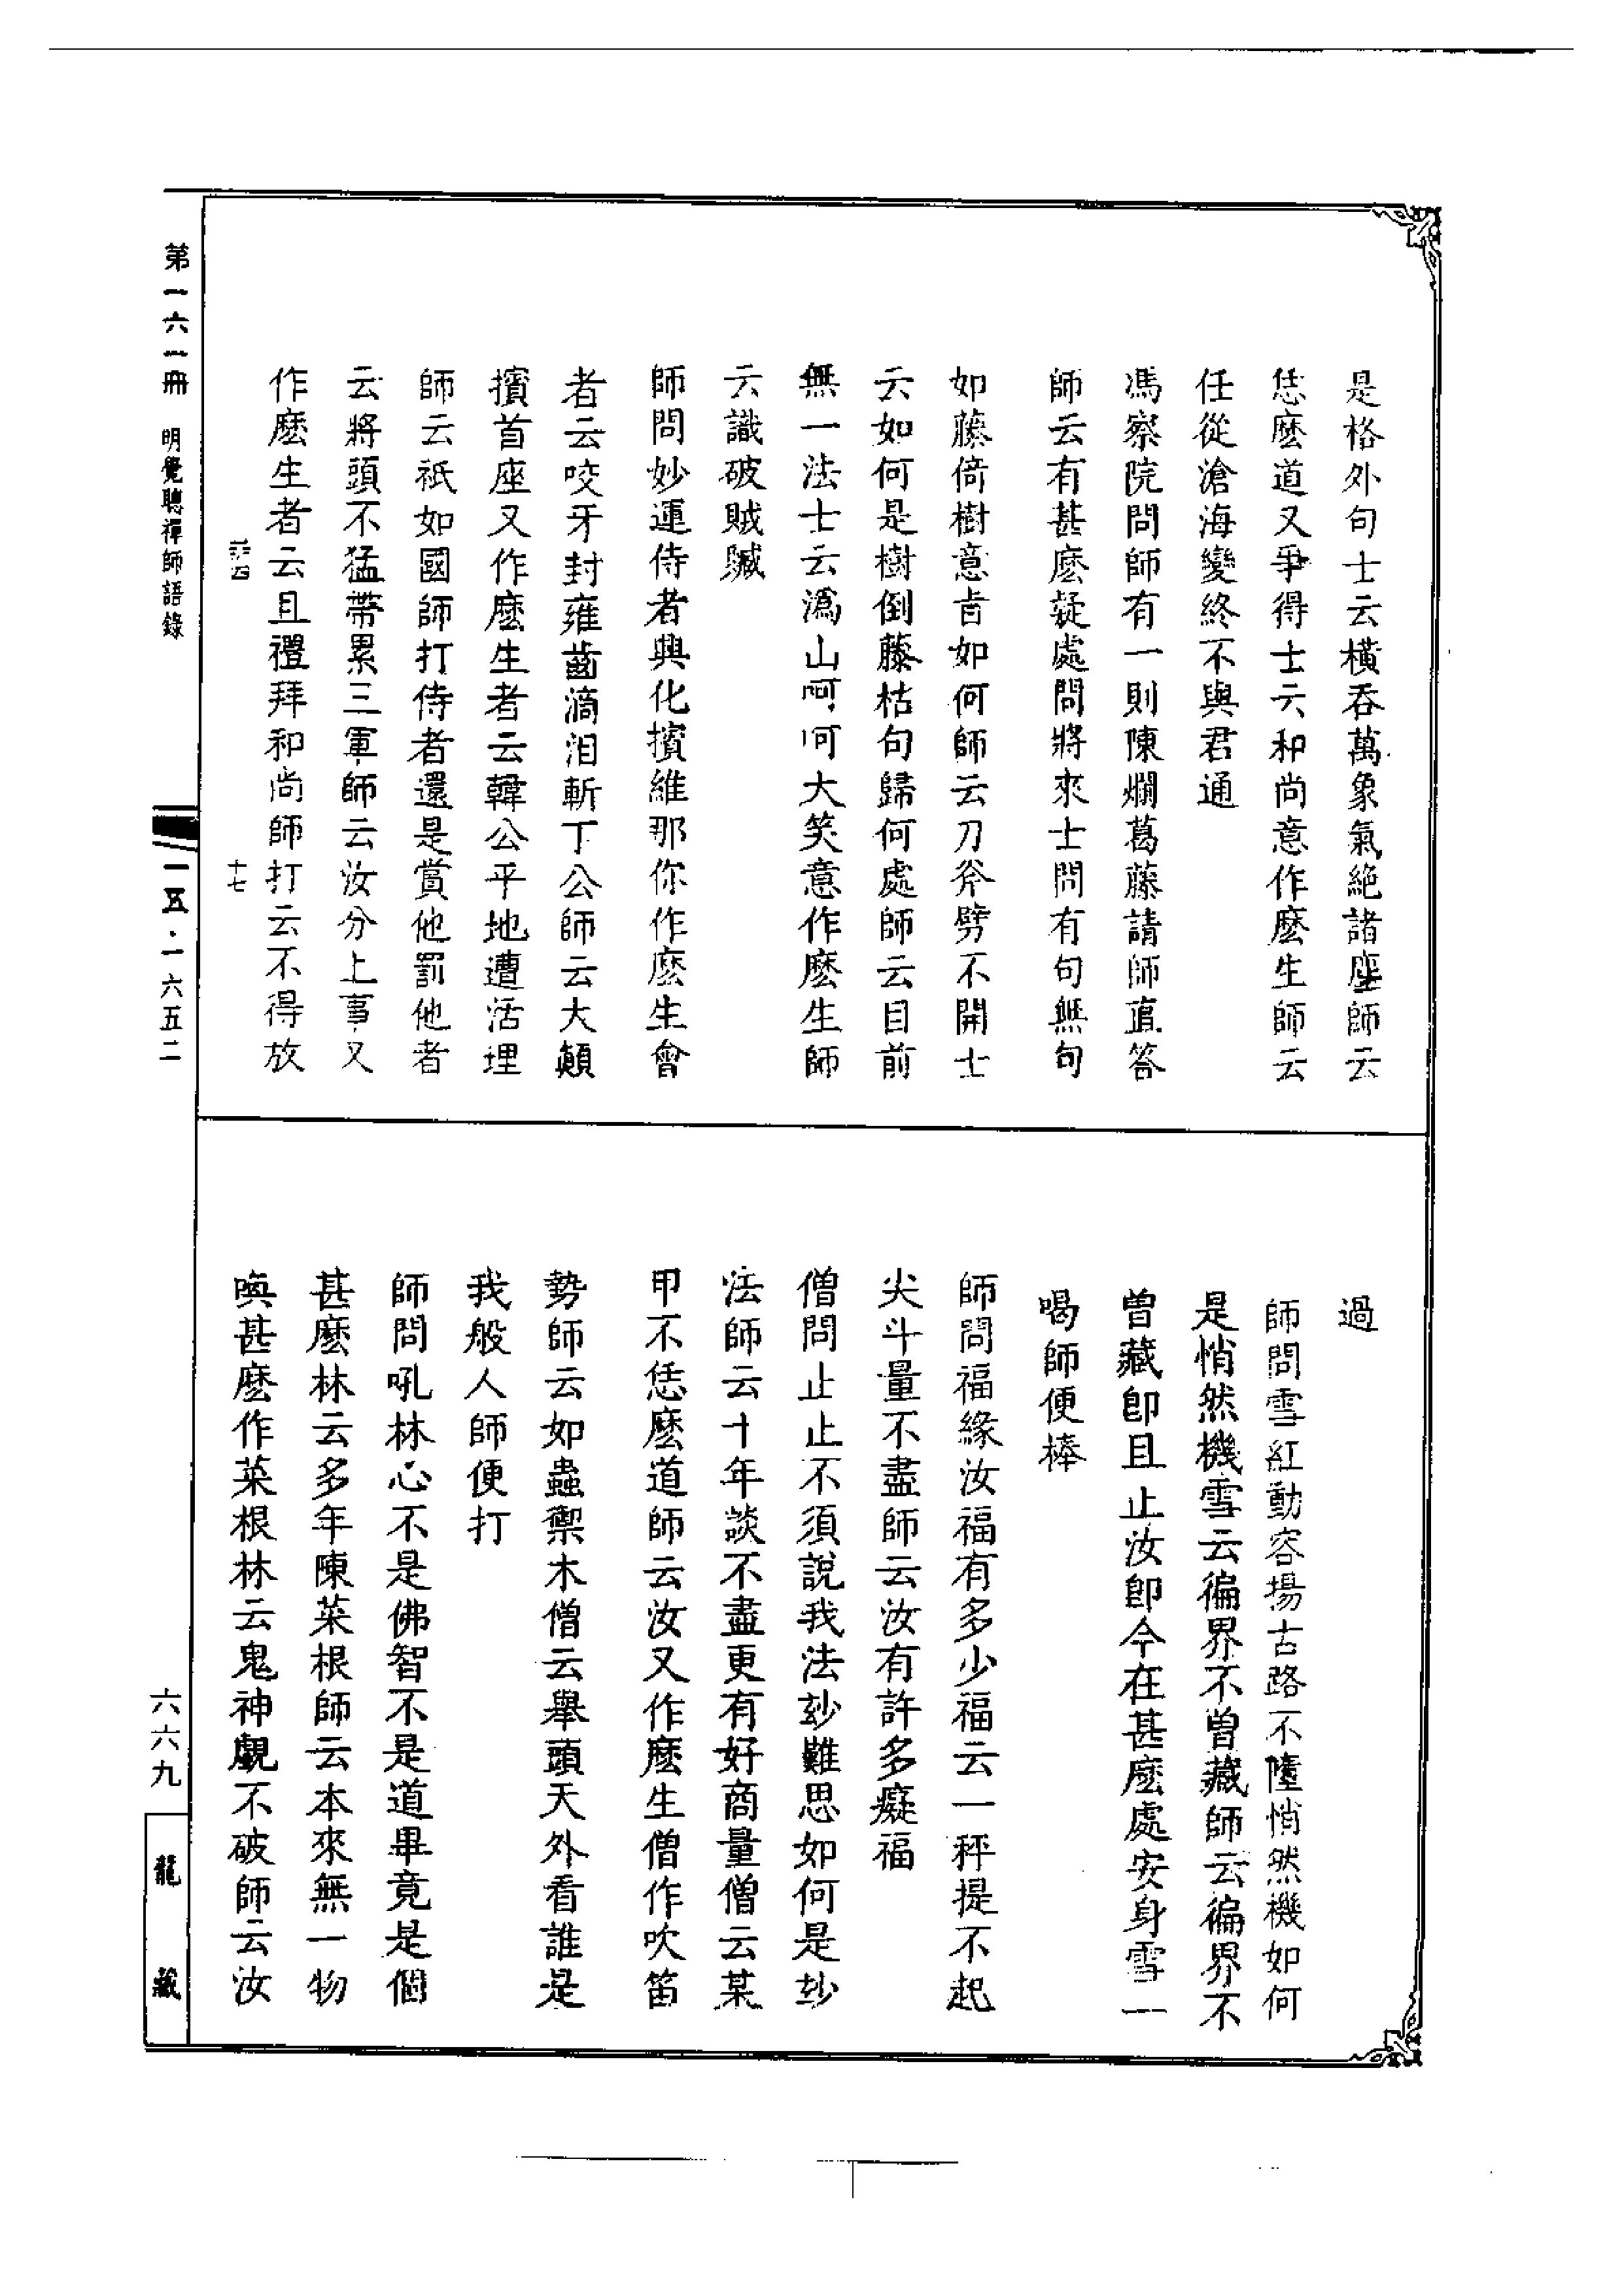 是格外句士云橫吞萬象氣絕諸塵師云
恁麽道又爭得士云和尚意作麽生師云
任從滄海變終不與君通
馮察院問師有一則陳爛葛藤請師直答
師云有甚麽疑處問將來士問有句無句
如藤倚樹意旨如何師云刀斧劈不開士
云如何是樹倒藤枯句歸何處師云目前
無一法士云溈山呵呵大笑意作麽生師
云識破賊贓
師問妙運侍者興化擯維那你作麽生會
者云咬牙封雍齒滴泪斬丁公師云大顛
擯首座又作麽生者云韓公平地遭活埋
師云祇如國師打侍者還是賞他罰他者
云將頭不猛帶累三軍師云汝分上事又
作麽生者云且禮拜和尚師打云不得放
十七
過
師問雪紅動容揚古路不墮悄然機如何
是悄然機雪云徧界不曾藏師云徧界不
曾藏卽且止汝卽今在甚麽處安身雪一
喝師便棒
師問福緣汝福有多少福云一秤提不起
尖斗量不盡師云汝有許多癡福
僧問止止不須說我法玅難思如何是玅
法師云十年談不盡更有好商量僧云某
甲不恁麽道師云汝又作麽生僧作吹笛
勢師云如蟲禦木僧云舉頭天外看誰是
我般人師便打
師問吼林心不是佛智不是道畢竟是個
甚麽林云多年陳菜根師云本來無一物
喚甚麽作菜根林云鬼神覷不破師云汝
第一六一冊 明覺聰禪師語錄
一五·一六五二
六六九
龍藏